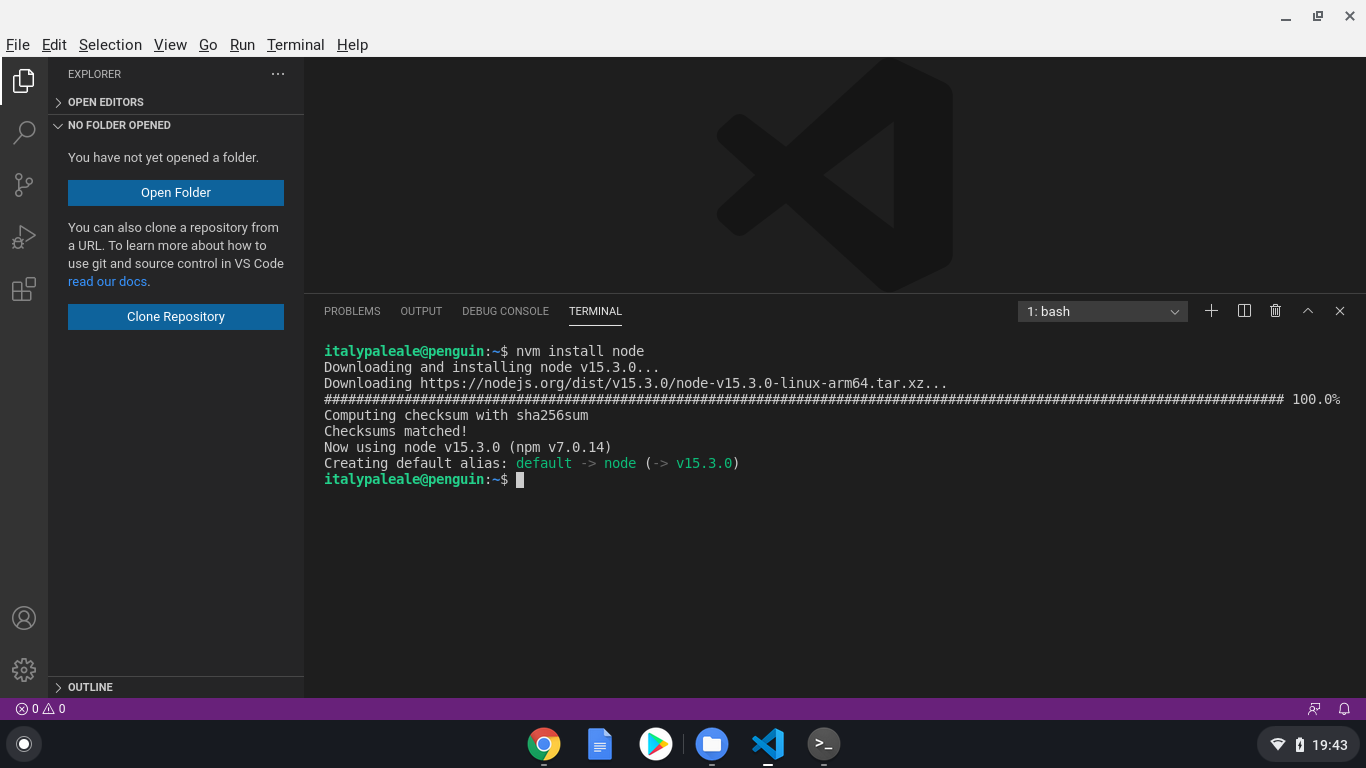 File Edit Selection View Go Run Terminal Help
EXPLORER
OPEN EDITORS
NO FOLDER OPENED
You have not yet opened a folder.
Open Folder
You can also clone a repository from
a URL. To learn more about how to
use git and source control in VS Code
read our docs.
Clone Repository
OUTLINE
PROBLEMS OUTPUT DEBUG CONSOLE TERMINAL
1: bash
italypaleale@penguin:~$ nvm install node
Downloading and installing node v15.3.0...
Downloading https://nodejs.org/dist/v15.3.0/node-v15.3.0-linux-arm64.tar.xz...
######################################################################################################################## 100.0%
Computing checksum with sha256sum
Checksums matched!
Now using node v15.3.0 (npm v7.0.14)
Creating default alias: default -> node (-> v15.3.0)
italypaleale@penguin:~$
0 0
>_
19:43